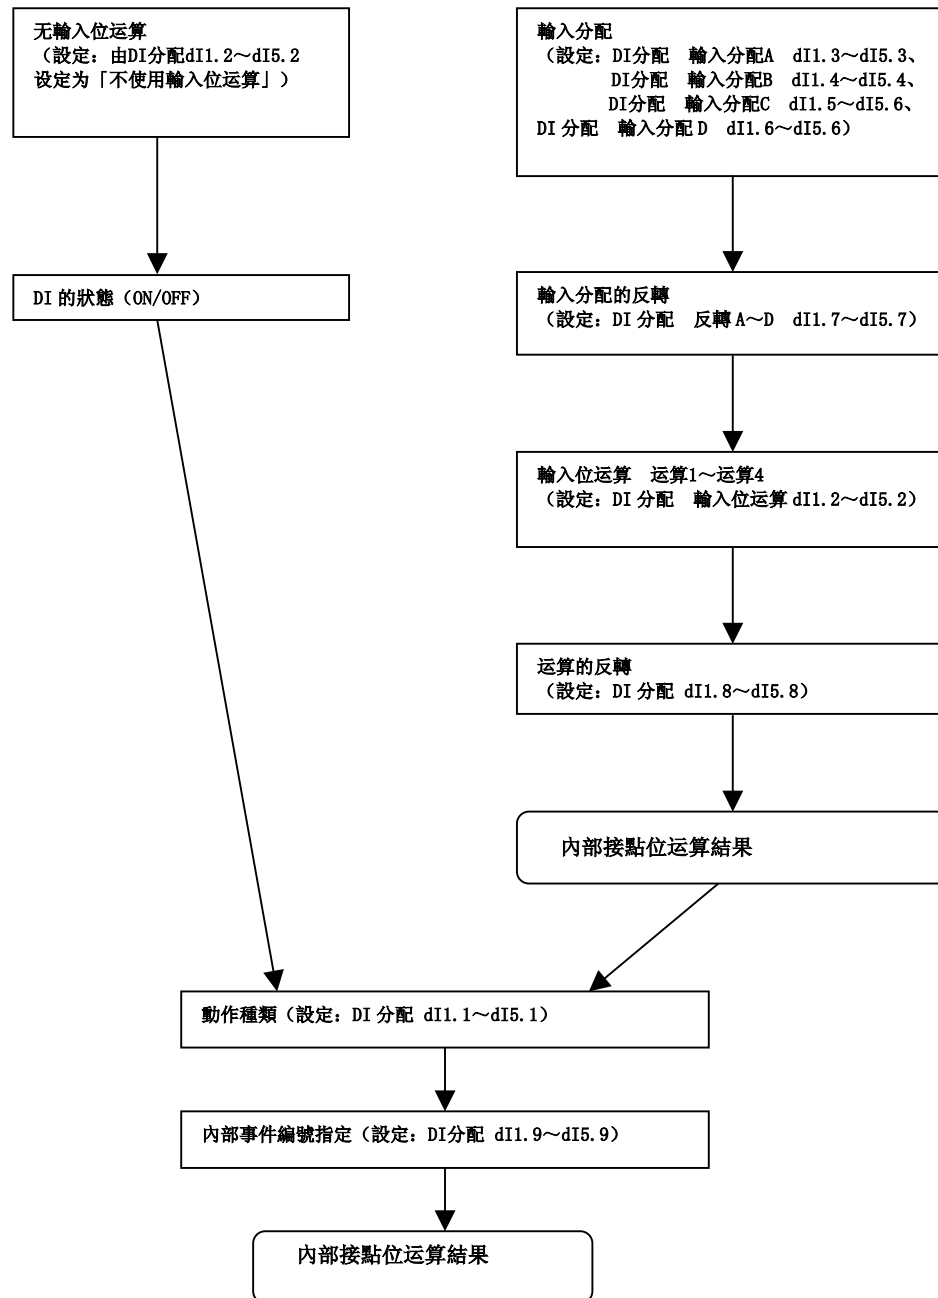 无輸入位运算
（設定：由DI分配dI1.2～dI5.2
设定为「不使用輸入位运算」）
輸入分配
（設定：DI分配　輸入分配A　dI1.3～dI5.3、
DI分配　輸入分配B　dI1.4～dI5.4、
DI分配　輸入分配C　dI1.5～dI5.6、
DI 分配　輸入分配 D　dI1.6～dI5.6）
DI 的狀態（ON/OFF）
輸入分配的反轉
（設定：DI 分配　反轉 A～D　dI1.7～dI5.7）
輸入位运算　运算1～运算4
（設定：DI 分配　輸入位运算 dI1.2～dI5.2）
运算的反轉
（設定：DI 分配 dI1.8～dI5.8）
內部接點位运算結果
動作種類（設定：DI 分配 dI1.1～dI5.1）
內部事件編號指定（設定：DI分配 dI1.9～dI5.9）
內部接點位运算結果